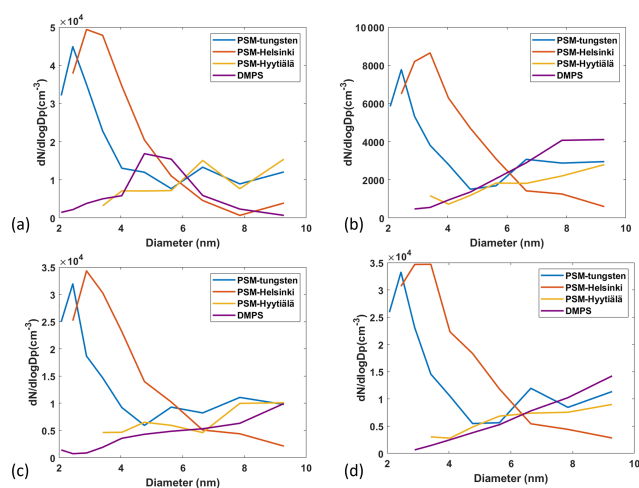 ×10⁴
5
4
3
2
1
0
dN/dlogDp(cm⁻³)
2 4 6 8 10
Diameter (nm)
PSM-tungsten
PSM-Helsinki
PSM-Hyytiälä
DMPS
(a)
10 000
8000
6000
4000
2000
0
dN/dlogDp(cm⁻³)
2 4 6 8 10
Diameter (nm)
PSM-tungsten
PSM-Helsinki
PSM-Hyytiälä
DMPS
(b)
×10⁴
3.5
3
2.5
2
1.5
1
0.5
0
dN/dlogDp(cm⁻³)
2 4 6 8 10
Diameter (nm)
PSM-tungsten
PSM-Helsinki
PSM-Hyytiälä
DMPS
(c)
×10⁴
3.5
3
2.5
2
1.5
1
0.5
0
dN/dlogDp(cm⁻³)
2 3 4 5 6 7 8 9 10
Diameter (nm)
PSM-tungsten
PSM-Helsinki
PSM-Hyytiälä
DMPS
(d)